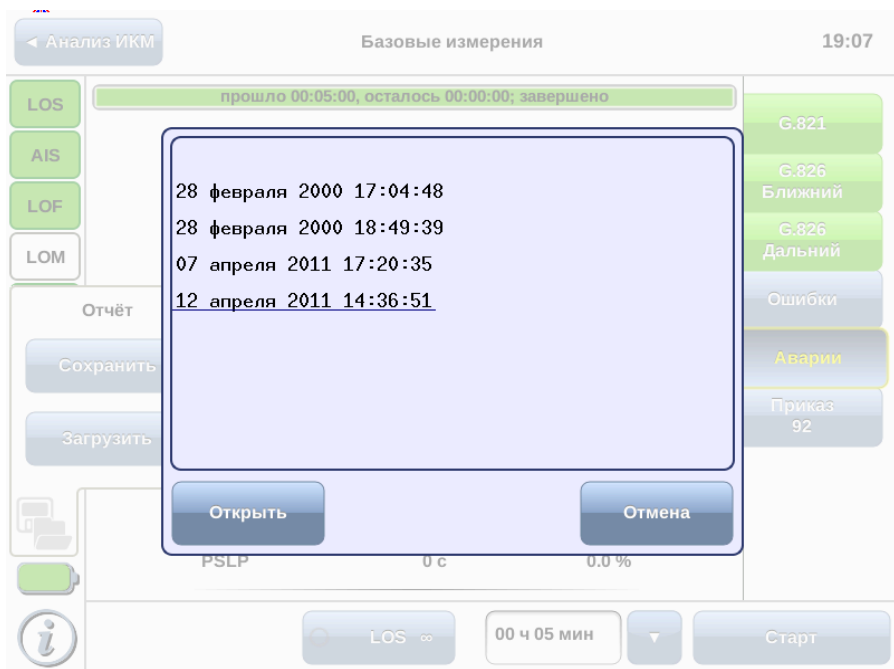 ◄ Анализ ИКМ
Базовые измерения
19:07
прошло 00:05:00, осталось 00:00:00; завершено
LOS
AIS
LOF
LOM
G.821
G.826
Ближний
G.826
Дальний
Ошибки
Аварии
Приказ
92
Отчёт
Сохранить
Загрузить
28 февраля 2000 17:04:48
28 февраля 2000 18:49:39
07 апреля 2011 17:20:35
12 апреля 2011 14:36:51
Открыть
Отмена
PSLP 0 с 0.0 %
i
LOS ∞
00 ч 05 мин
▼
Старт